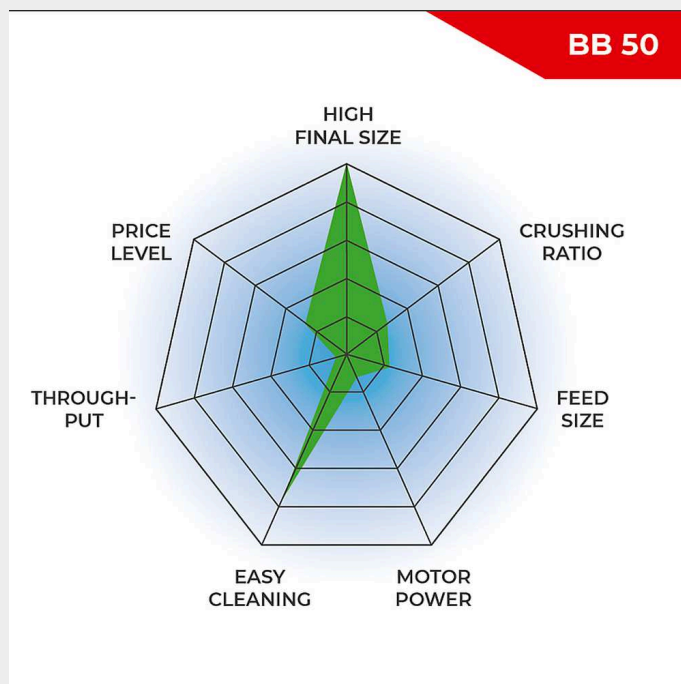 BB 50
HIGH
FINAL SIZE
PRICE
LEVEL
CRUSHING
RATIO
THROUGH-
PUT
FEED
SIZE
EASY
CLEANING
MOTOR
POWER